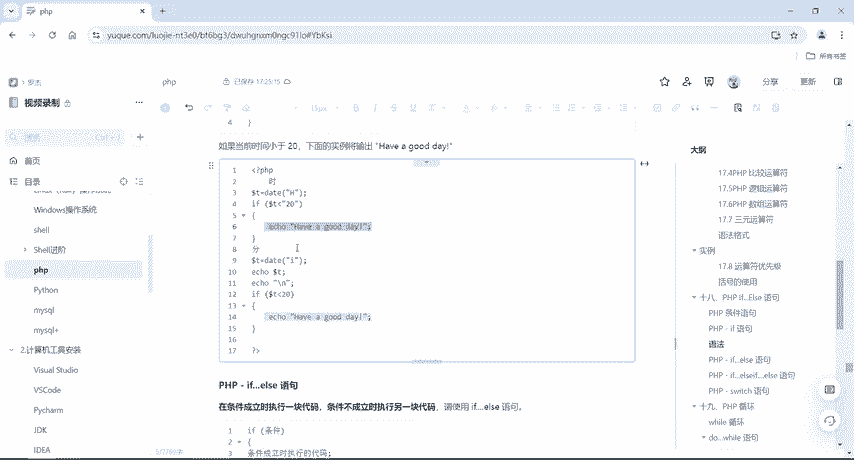 php
yuque.com/luojie-nt3e0/bt6bg3/dwuhgnxm0ngc91lo#YbKsi
所有书签
罗杰
php
已保存 17:25:15
分享
更新
视频录制
15px
搜索
首页
目录
Windows操作系统
shell
Shell进阶
php
Python
mysql
mysql+
2.计算机工具安装
Visual Studio
VSCode
Pycharm
JDK
IDEA
4 }
如果当前时间小于 20，下面的实例将输出 "Have a good day!"
1 <?php
2 时
3 $t=date("H");
4 if ($t<"20")
5 {
6 echo "Have a good day!";
7 }
8 分
9 $t=date("i");
10 echo $t;
11 echo "\n";
12 if ($t<20)
13 {
14 echo "Have a good day!";
15 }
16
17 ?>
PHP - if...else 语句
在条件成立时执行一块代码，条件不成立时执行另一块代码，请使用 if...else 语句。
1 if (条件)
2 {
3 条件成立时执行的代码;
大纲
17.4PHP 比较运算符
17.5PHP 逻辑运算符
17.6PHP 数组运算符
17.7 三元运算符
语法格式
实例
17.8 运算符优先级
括号的使用
十八、PHP If...Else 语句
PHP 条件语句
PHP - if 语句
语法
PHP - if...else 语句
PHP - if...elseif...else 语句
PHP - switch 语句
十九、PHP 循环
while 循环
do...while 语句